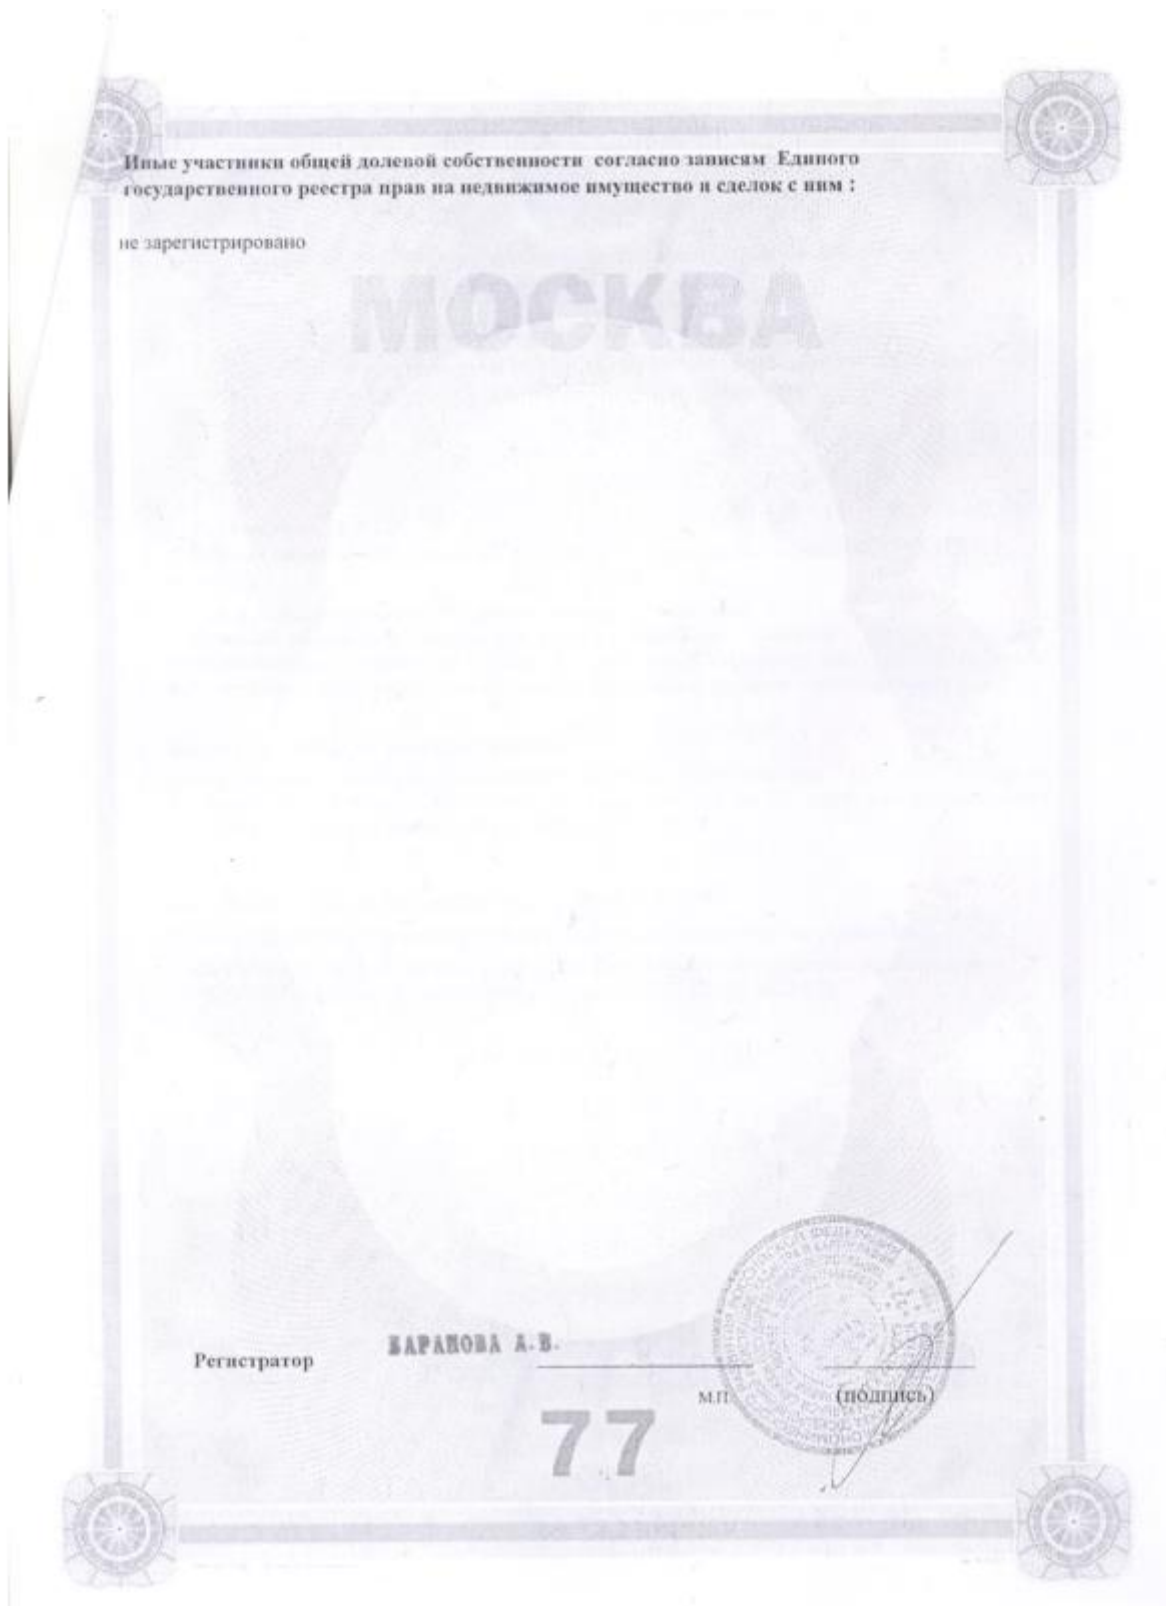 Иные участники общей долевой собственности согласно записям Единого
государственного реестра прав на недвижимое имущество и сделок с ним :
не зарегистрировано
МОСКВА
БАРАНОВА А.В.
Регистратор
М.П.
(подпись)
77